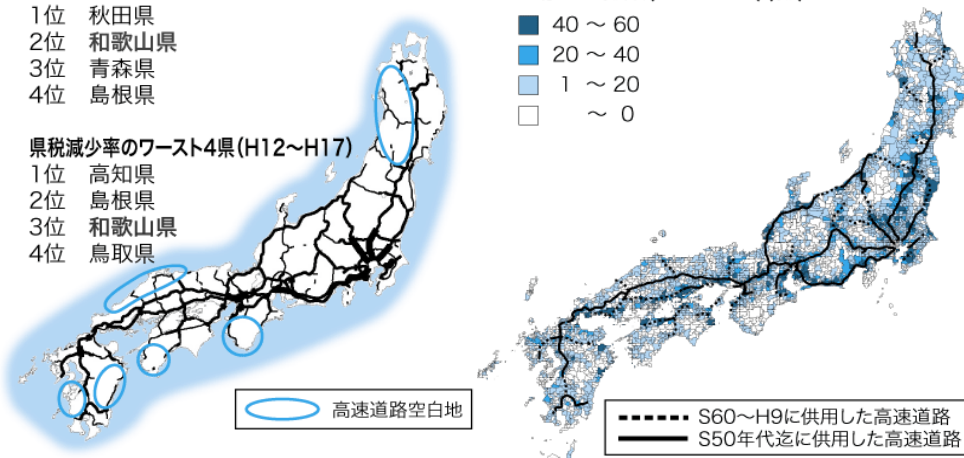 1位 秋田県
2位 和歌山県
3位 青森県
4位 島根県
県税減少率のワースト4県(H12～H17)
1位 高知県
2位 島根県
3位 和歌山県
4位 鳥取県
高速道路空白地
40 ～ 60
20 ～ 40
1 ～ 20
～ 0
S60～H9に供用した高速道路
S50年代迄に供用した高速道路